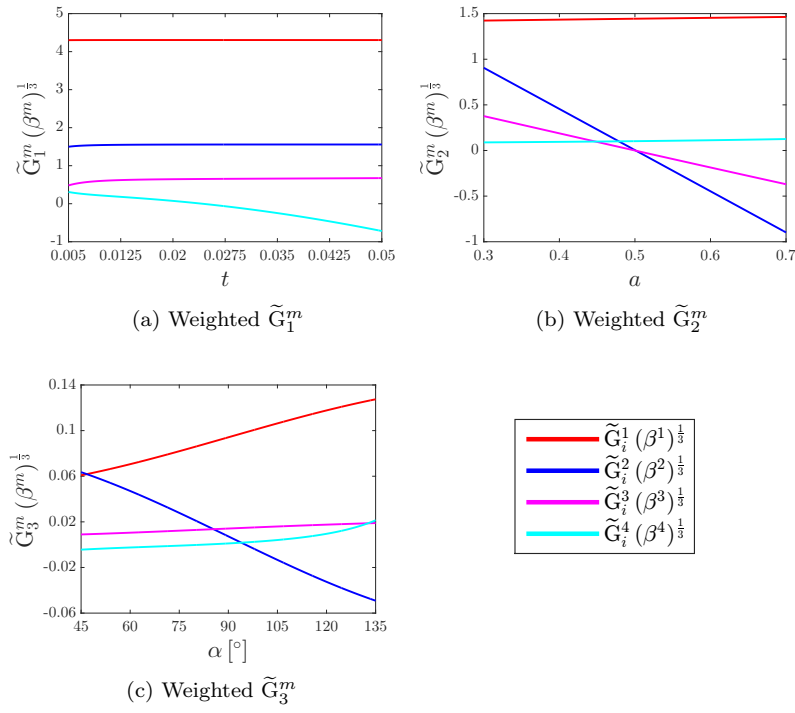 5
4
3
2
1
0
-1
0.005 0.0125 0.02 0.0275 0.035 0.0425 0.05
t
G̃₁ᵐ (βᵐ)^{1/3}
(a) Weighted G̃₁ᵐ
1.5
1
0.5
0
-0.5
-1
0.3 0.4 0.5 0.6 0.7
a
G̃₂ᵐ (βᵐ)^{1/3}
(b) Weighted G̃₂ᵐ
0.14
0.1
0.06
0.02
-0.02
-0.06
45 60 75 90 105 120 135
α [°]
G̃₃ᵐ (βᵐ)^{1/3}
(c) Weighted G̃₃ᵐ
G̃ᵢ¹ (β¹)^{1/3}
G̃ᵢ² (β²)^{1/3}
G̃ᵢ³ (β³)^{1/3}
G̃ᵢ⁴ (β⁴)^{1/3}